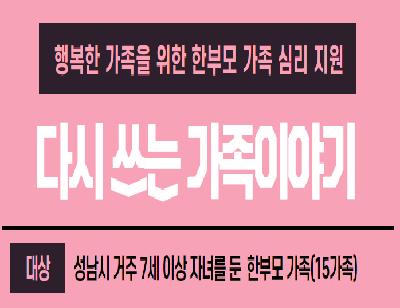 행복한 가족을 위한 한부모 가족 심리 지원
다시 쓰는 가족이야기
대상 성남시 거주 7세 이상 자녀를 둔 한부모 가족(15가족)